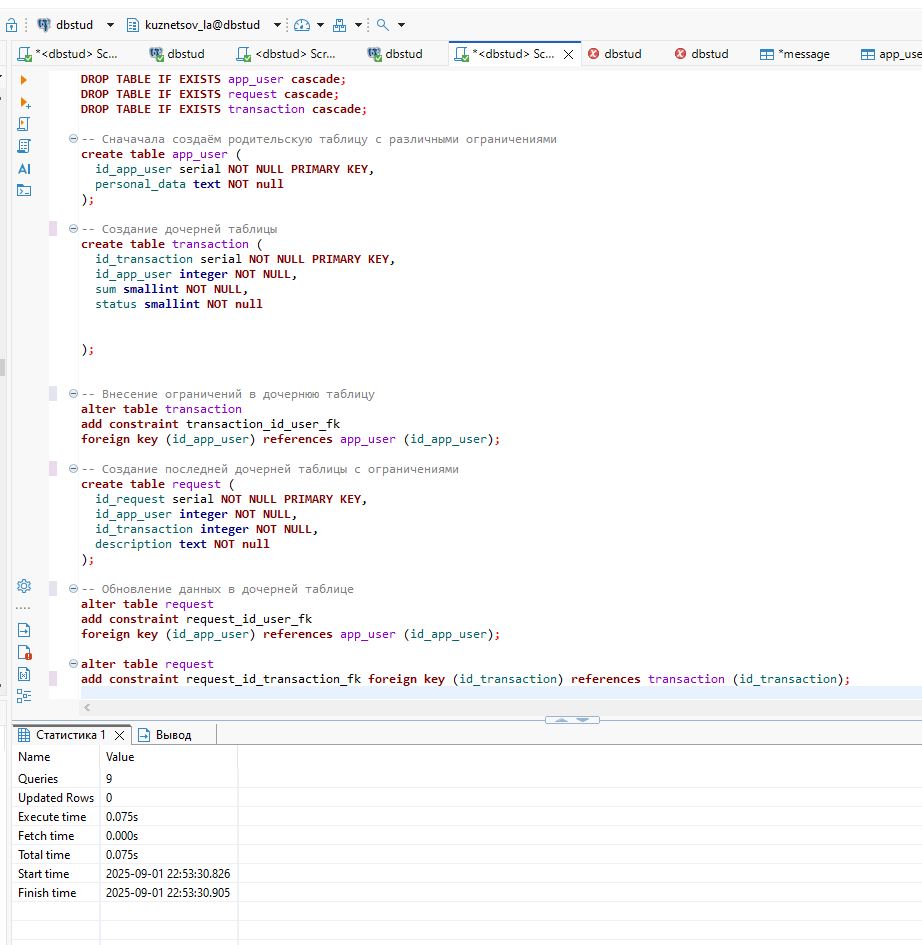 dbstud kuznetsov_la@dbstud
*<dbstud> Sc... dbstud <dbstud> Scr... dbstud *<dbstud> Sc... dbstud dbstud *message app_use
DROP TABLE IF EXISTS app_user cascade;
DROP TABLE IF EXISTS request cascade;
DROP TABLE IF EXISTS transaction cascade;
-- Сначачала создаём родительскую таблицу с различными ограничениями
create table app_user (
id_app_user serial NOT NULL PRIMARY KEY,
personal_data text NOT null
);
AI
-- Создание дочерней таблицы
create table transaction (
id_transaction serial NOT NULL PRIMARY KEY,
id_app_user integer NOT NULL,
sum smallint NOT NULL,
status smallint NOT null
);
-- Внесение ограничений в дочернюю таблицу
alter table transaction
add constraint transaction_id_user_fk
foreign key (id_app_user) references app_user (id_app_user);
-- Создание последней дочерней таблицы с ограничениями
create table request (
id_request serial NOT NULL PRIMARY KEY,
id_app_user integer NOT NULL,
id_transaction integer NOT NULL,
description text NOT null
);
-- Обновление данных в дочерней таблице
alter table request
add constraint request_id_user_fk
foreign key (id_app_user) references app_user (id_app_user);
alter table request
add constraint request_id_transaction_fk foreign key (id_transaction) references transaction (id_transaction);
Статистика 1 Вывод
Name Value
Queries 9
Updated Rows 0
Execute time 0.075s
Fetch time 0.000s
Total time 0.075s
Start time 2025-09-01 22:53:30.826
Finish time 2025-09-01 22:53:30.905